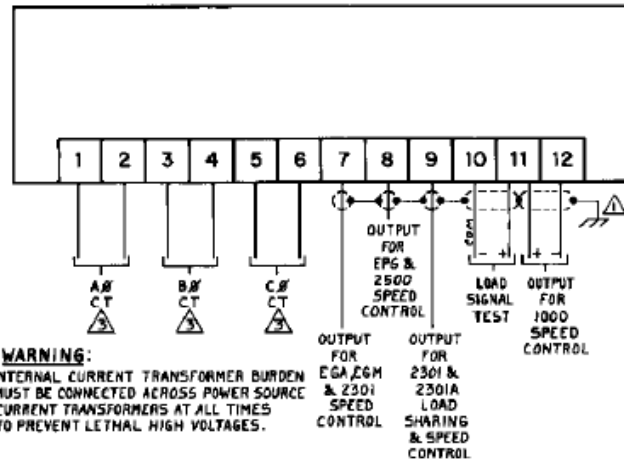 1 2 3 4 5 6 7 8 9 10 11 12
AØ
CT
3
BØ
CT
3
CØ
CT
3
OUTPUT
FOR
EPG &
2500
SPEED
CONTROL
COM
- +
LOAD
SIGNAL
TEST
+ -
OUTPUT
FOR
1000
SPEED
CONTROL
1
OUTPUT
FOR
EGA,EGM
& 2301
SPEED
CONTROL
OUTPUT
FOR
2301 &
2301A
LOAD
SHARING
& SPEED
CONTROL
WARNING:
INTERNAL CURRENT TRANSFORMER BURDEN
MUST BE CONNECTED ACROSS POWER SOURCE
CURRENT TRANSFORMERS AT ALL TIMES
TO PREVENT LETHAL HIGH VOLTAGES.